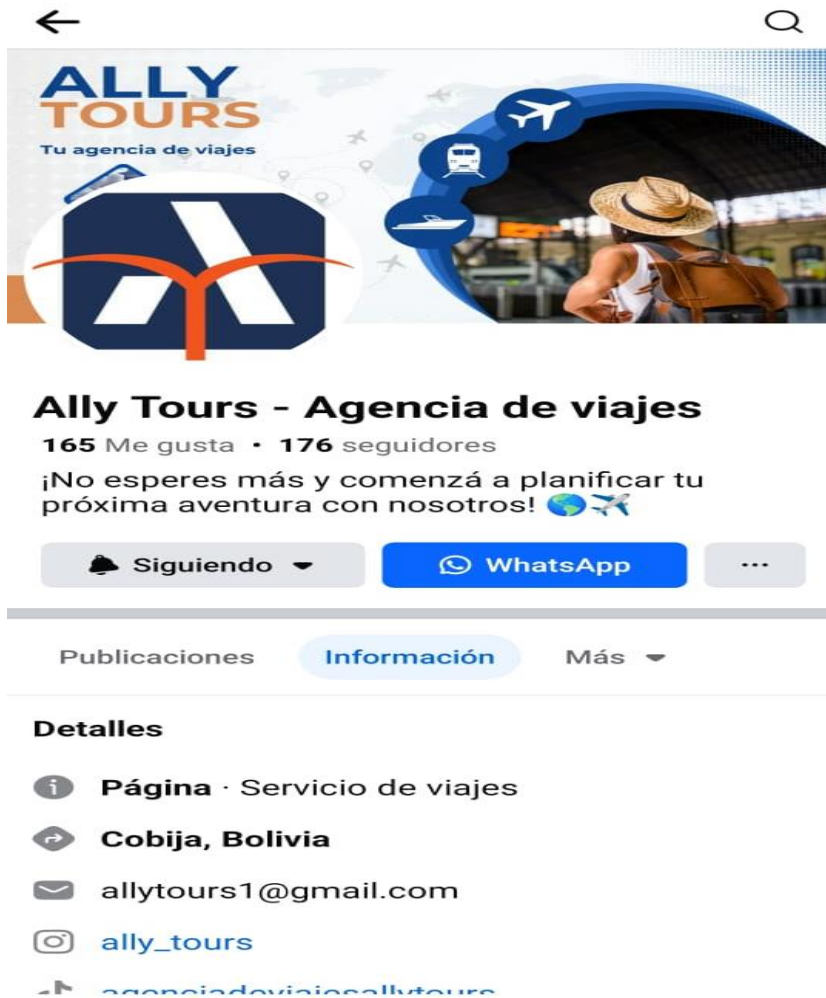 ALLY
TOURS
Tu agencia de viajes
Ally Tours - Agencia de viajes
165 Me gusta • 176 seguidores
¡No esperes más y comenzá a planificar tu
próxima aventura con nosotros! 🌎✈️
Siguiendo
WhatsApp
...
Publicaciones
Información
Más
Detalles
Página · Servicio de viajes
Cobija, Bolivia
allytours1@gmail.com
ally_tours
agenciadeviajesallytours